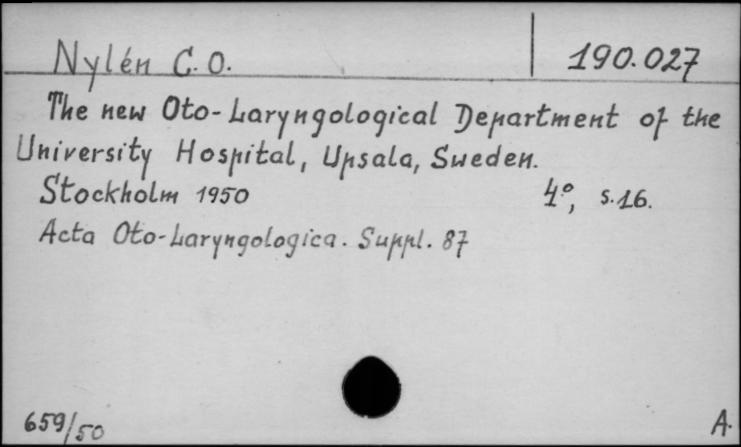 Nylén C. O. 190.027
The new Oto-Laryngological Department of the
University Hospital, Upsala, Sweden.
Stockholm 1950 4°, s.16.
Acta Oto-Laryngologica. Suppl. 87
659/50 A.